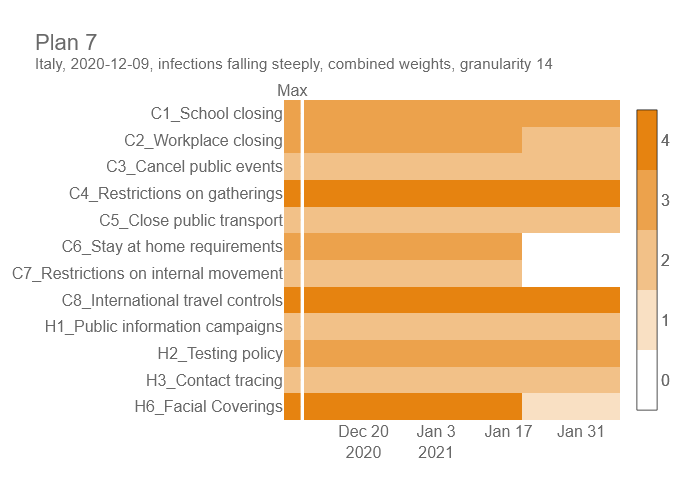 Plan 7
Italy, 2020-12-09, infections falling steeply, combined weights, granularity 14
Max
C1_School closing
C2_Workplace closing
C3_Cancel public events
C4_Restrictions on gatherings
C5_Close public transport
C6_Stay at home requirements
C7_Restrictions on internal movement
C8_International travel controls
H1_Public information campaigns
H2_Testing policy
H3_Contact tracing
H6_Facial Coverings
Dec 20 Jan 3 Jan 17 Jan 31
2020 2021
4
3
2
1
0